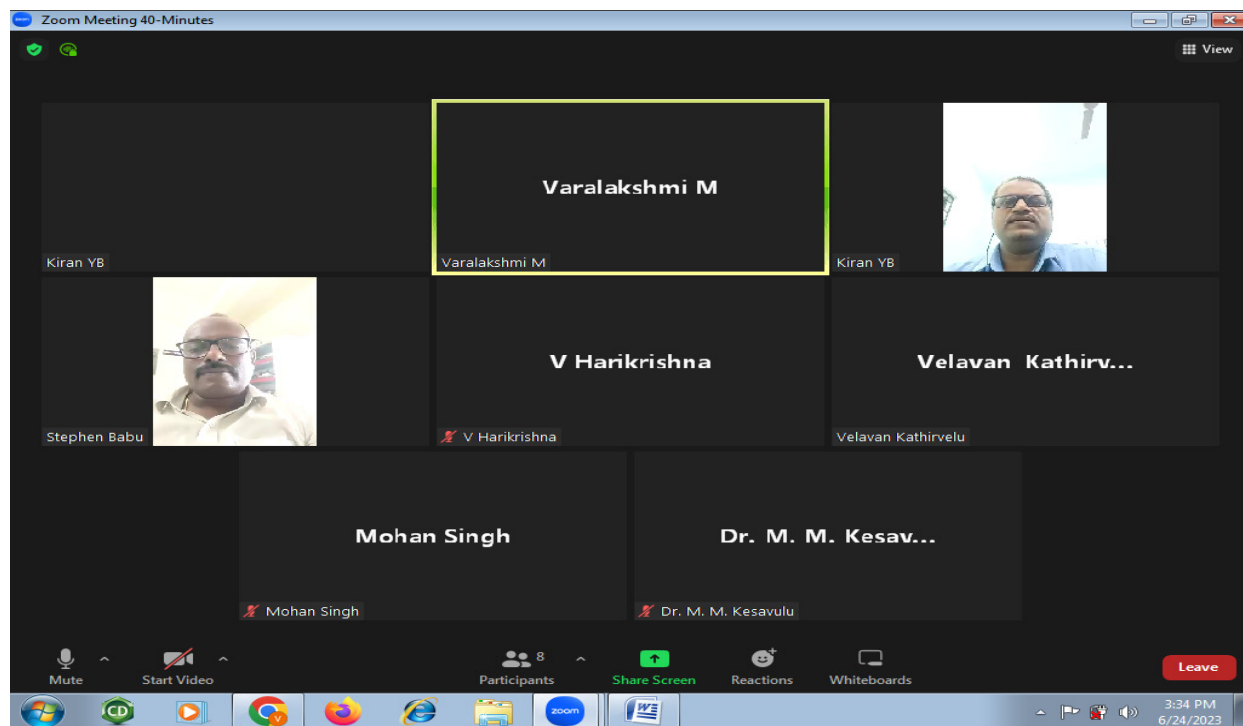 Zoom Meeting 40-Minutes
View
Kiran YB
Varalakshmi M
Varalakshmi M
Kiran YB
Stephen Babu
V Harikrishna
V Harikrishna
Velavan Kathirv...
Velavan Kathirvelu
Mohan Singh
Mohan Singh
Dr. M. M. Kesav...
Dr. M. M. Kesavulu
Mute
Start Video
8
Participants
Share Screen
Reactions
Whiteboards
Leave
CD
V
zoom
W
3:34 PM
6/24/2023